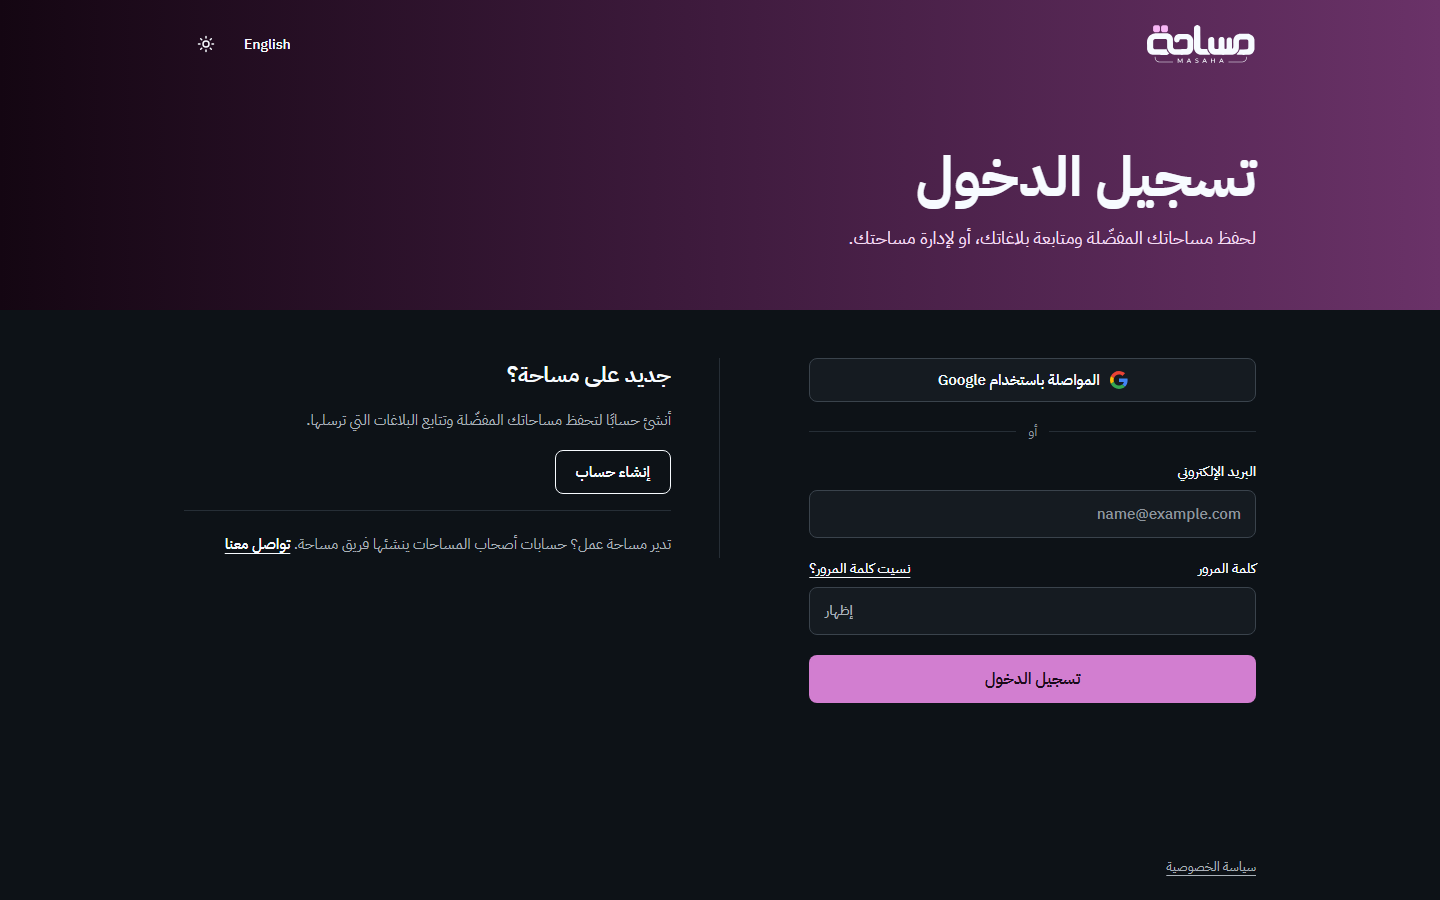 مساحة
MASAHA
English
تسجيل الدخول
لحفظ مساحاتك المفضّلة ومتابعة بلاغاتك، أو لإدارة مساحتك.
المواصلة باستخدام Google
أو
البريد الإلكتروني
name@example.com
كلمة المرور
نسيت كلمة المرور؟
إظهار
تسجيل الدخول
جديد على مساحة؟
أنشئ حسابًا لتحفظ مساحاتك المفضّلة وتتابع البلاغات التي ترسلها.
إنشاء حساب
تدير مساحة عمل؟ حسابات أصحاب المساحات ينشئها فريق مساحة. تواصل معنا
سياسة الخصوصية